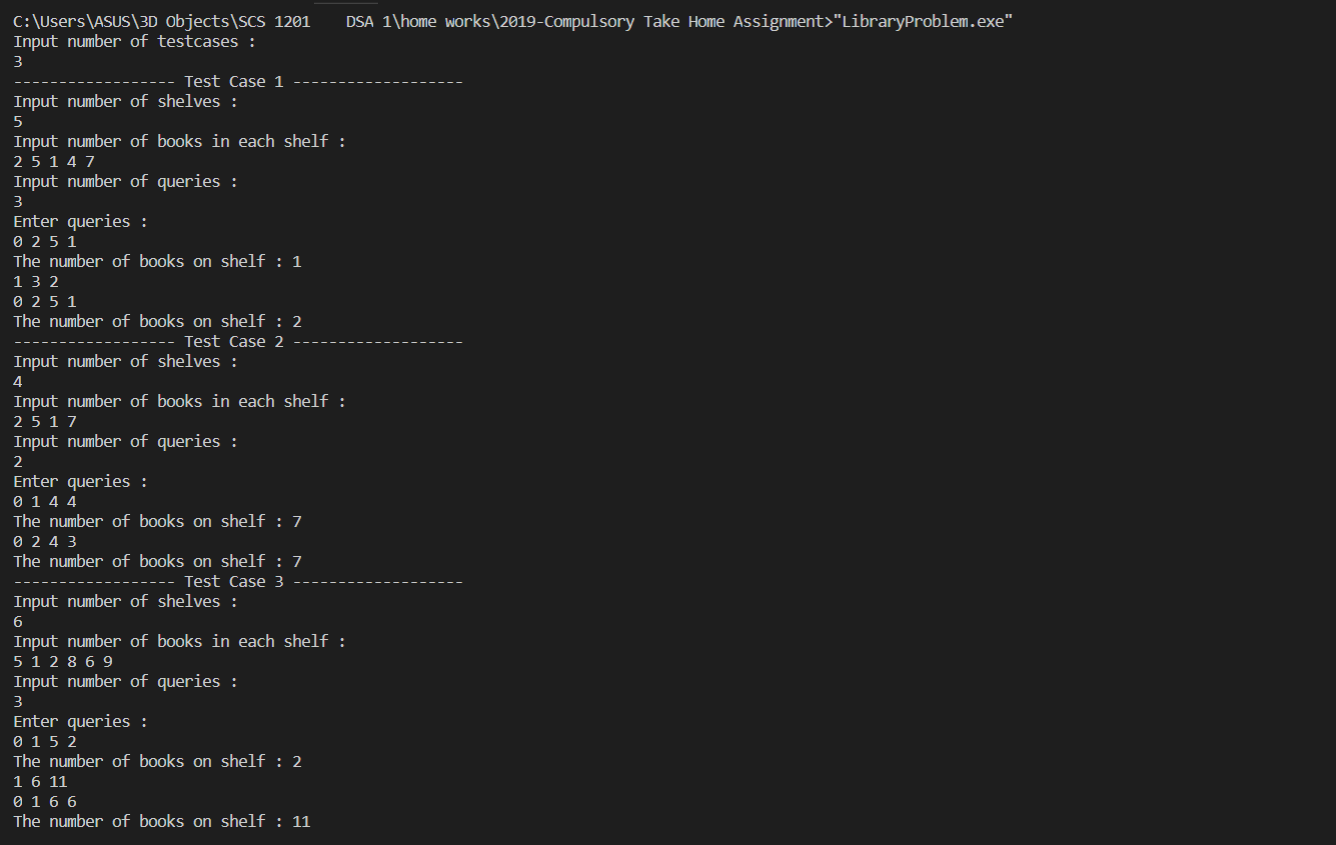 C:\Users\ASUS\3D Objects\SCS 1201    DSA 1\home works\2019-Compulsory Take Home Assignment>"LibraryProblem.exe"
Input number of testcases :
3
------------------ Test Case 1 -------------------
Input number of shelves :
5
Input number of books in each shelf :
2 5 1 4 7
Input number of queries :
3
Enter queries :
0 2 5 1
The number of books on shelf : 1
1 3 2
0 2 5 1
The number of books on shelf : 2
------------------ Test Case 2 -------------------
Input number of shelves :
4
Input number of books in each shelf :
2 5 1 7
Input number of queries :
2
Enter queries :
0 1 4 4
The number of books on shelf : 7
0 2 4 3
The number of books on shelf : 7
------------------ Test Case 3 -------------------
Input number of shelves :
6
Input number of books in each shelf :
5 1 2 8 6 9
Input number of queries :
3
Enter queries :
0 1 5 2
The number of books on shelf : 2
1 6 11
0 1 6 6
The number of books on shelf : 11